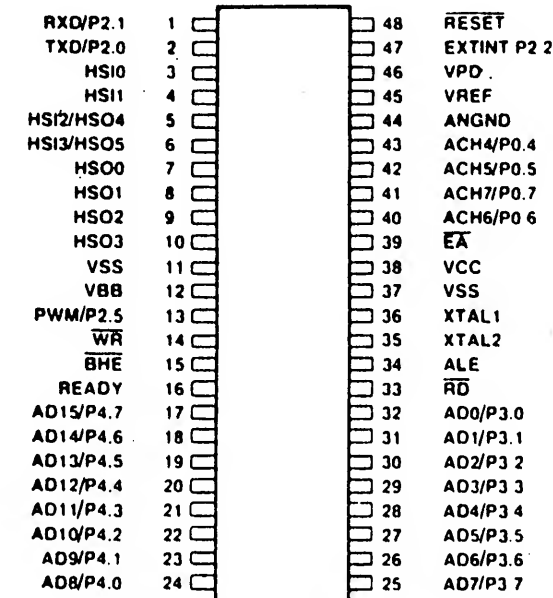 RXD/P2.1 1 48 RESET
TXD/P2.0 2 47 EXTINT P2 2
HSI0 3 46 VPD .
HSI1 4 45 VREF
HSI2/HSO4 5 44 ANGND
HSI3/HSO5 6 43 ACH4/P0.4
HSO0 7 42 ACH5/P0.5
HSO1 8 41 ACH7/P0.7
HSO2 9 40 ACH6/P0 6
HSO3 10 39 EA
VSS 11 38 VCC
VBB 12 37 VSS
PWM/P2.5 13 36 XTAL1
WR 14 35 XTAL2
BHE 15 34 ALE
READY 16 33 RD
AD15/P4.7 17 32 AD0/P3.0
AD14/P4.6 18 31 AD1/P3.1
AD13/P4.5 19 30 AD2/P3 2
AD12/P4.4 20 29 AD3/P3 3
AD11/P4.3 21 28 AD4/P3 4
AD10/P4.2 22 27 AD5/P3.5
AD9/P4.1 23 26 AD6/P3.6
AD8/P4.0 24 25 AD7/P3 7